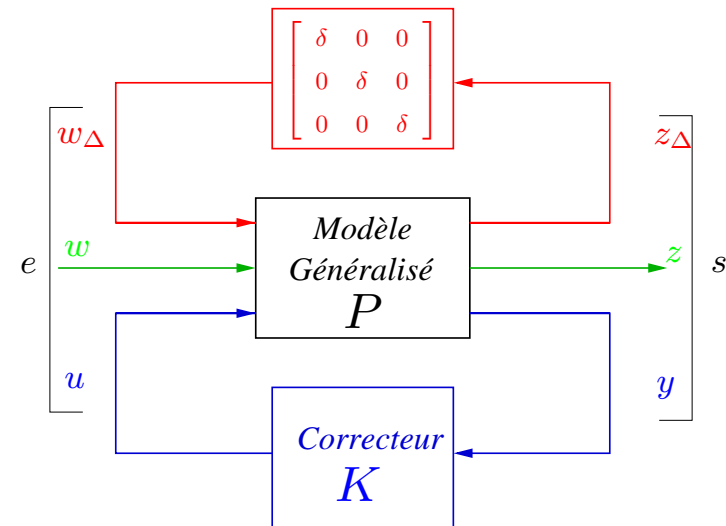 δ 0 0
0 δ 0
0 0 δ
w_Δ z_Δ
Modèle
w z
Généralisé
e s
P
u y
Correcteur
K